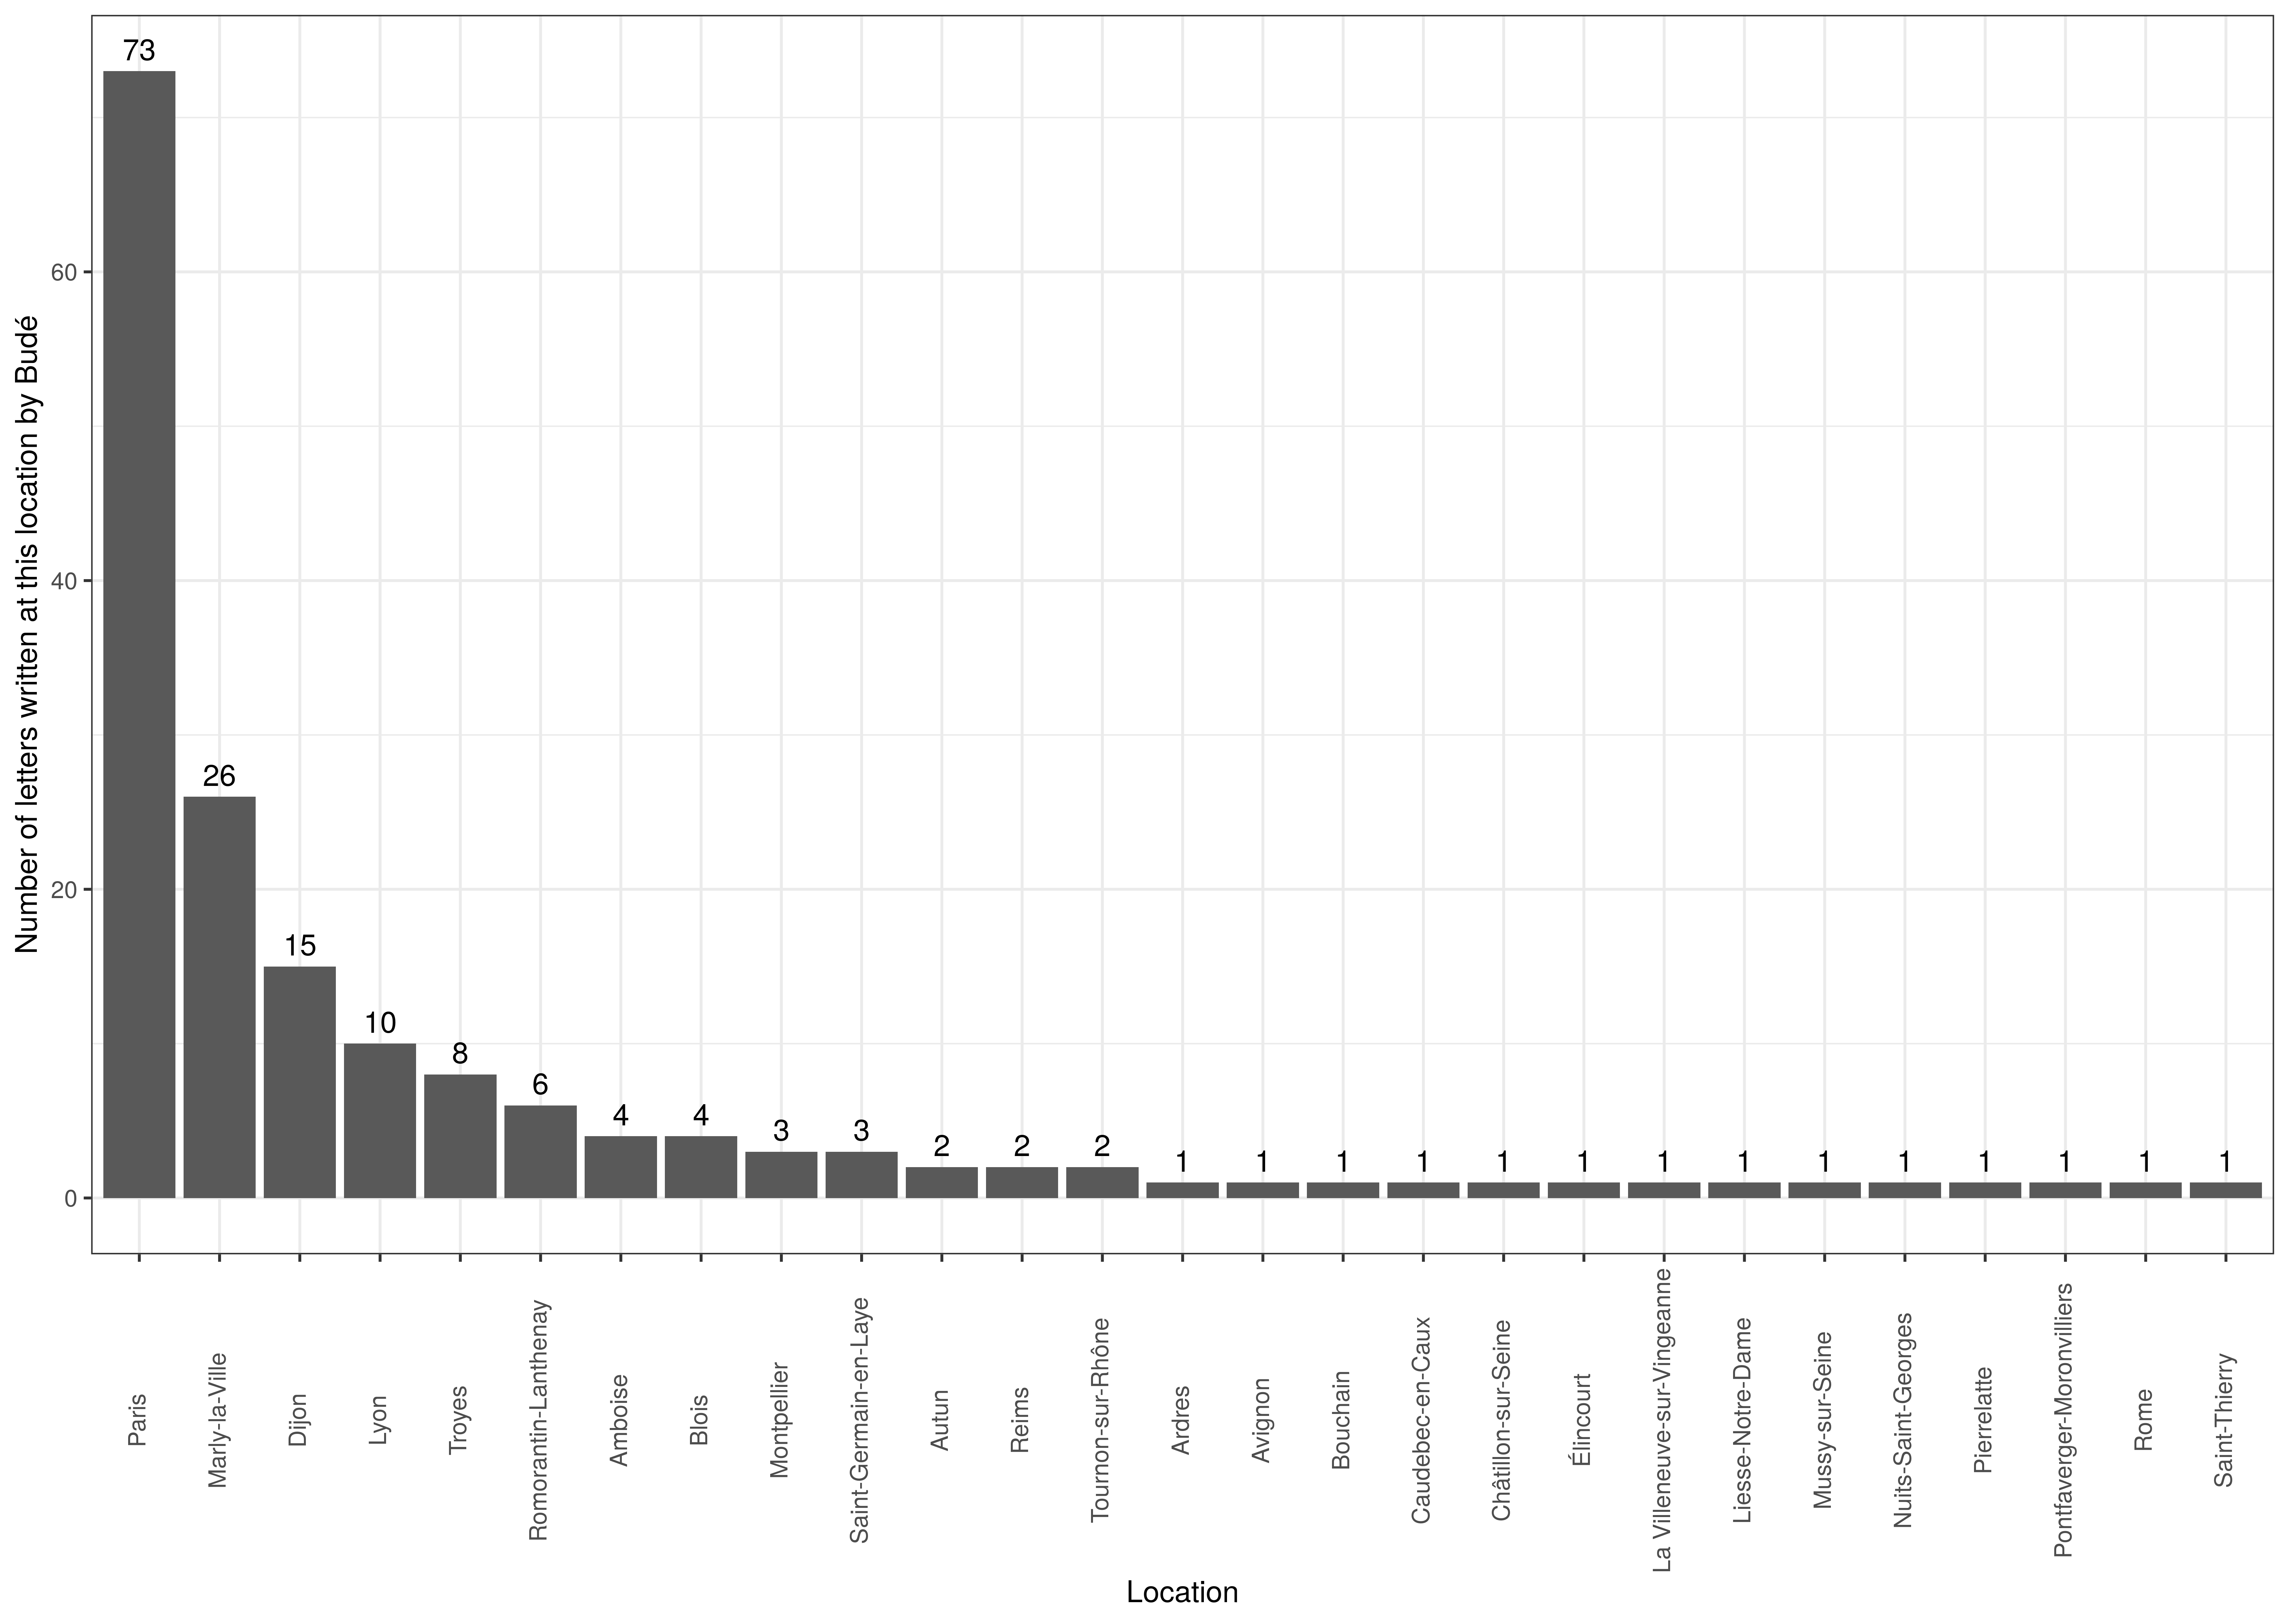 Number of letters written at this location by Budé
60
40
20
0
73
26
15
10
8
6
4
4
3
3
2
2
2
1
1
1
1
1
1
1
1
1
1
1
1
1
1
Paris
Marly-la-Ville
Dijon
Lyon
Troyes
Romorantin-Lanthenay
Amboise
Blois
Montpellier
Saint-Germain-en-Laye
Autun
Reims
Tournon-sur-Rhône
Ardres
Avignon
Bouchain
Caudebec-en-Caux
Châtillon-sur-Seine
Élincourt
La Villeneuve-sur-Vingeanne
Liesse-Notre-Dame
Mussy-sur-Seine
Nuits-Saint-Georges
Pierrelatte
Pontfaverger-Moronvilliers
Rome
Saint-Thierry
Location